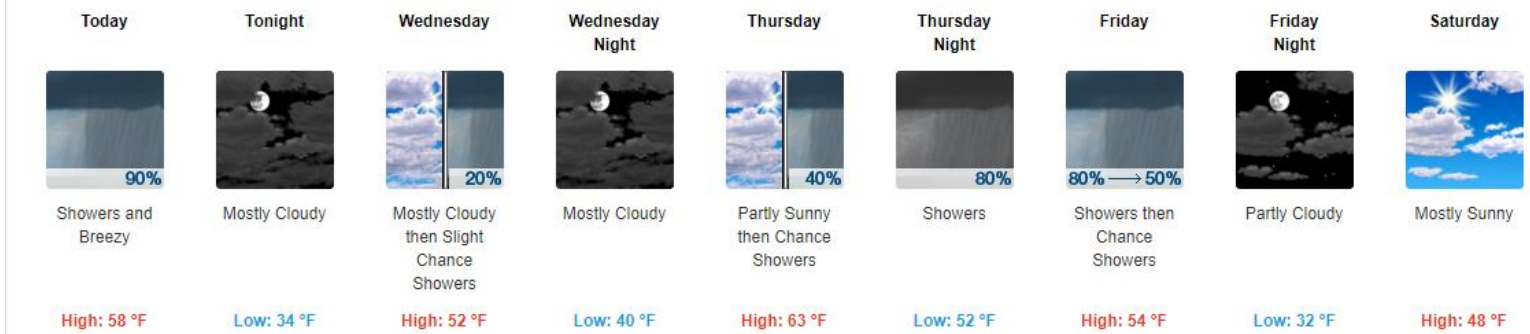 Today
Tonight
Wednesday
Wednesday
Night
Thursday
Thursday
Night
Friday
Friday
Night
Saturday
90%
20%
40%
80%
80% → 50%
Showers and
Breezy
Mostly Cloudy
Mostly Cloudy
then Slight
Chance
Showers
Mostly Cloudy
Partly Sunny
then Chance
Showers
Showers
Showers then
Chance
Showers
Partly Cloudy
Mostly Sunny
High: 58 °F
Low: 34 °F
High: 52 °F
Low: 40 °F
High: 63 °F
Low: 52 °F
High: 54 °F
Low: 32 °F
High: 48 °F